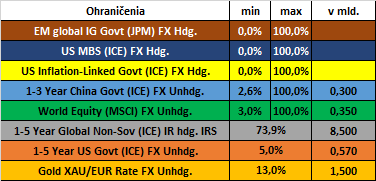 Ohraničenia min max v mld.
EM global IG Govt (JPM) FX Hdg. 0,0% 100,0%
US MBS (ICE) FX Hdg. 0,0% 100,0%
US Inflation-Linked Govt (ICE) FX Hdg. 0,0% 100,0%
1-3 Year China Govt (ICE) FX Unhdg. 2,6% 100,0% 0,300
World Equity (MSCI) FX Unhdg. 3,0% 100,0% 0,350
1-5 Year Global Non-Sov (ICE) IR hdg. IRS 73,9% 8,500
1-5 Year US Govt (ICE) FX Unhdg. 5,0% 0,570
Gold XAU/EUR Rate FX Unhdg. 13,0% 1,500